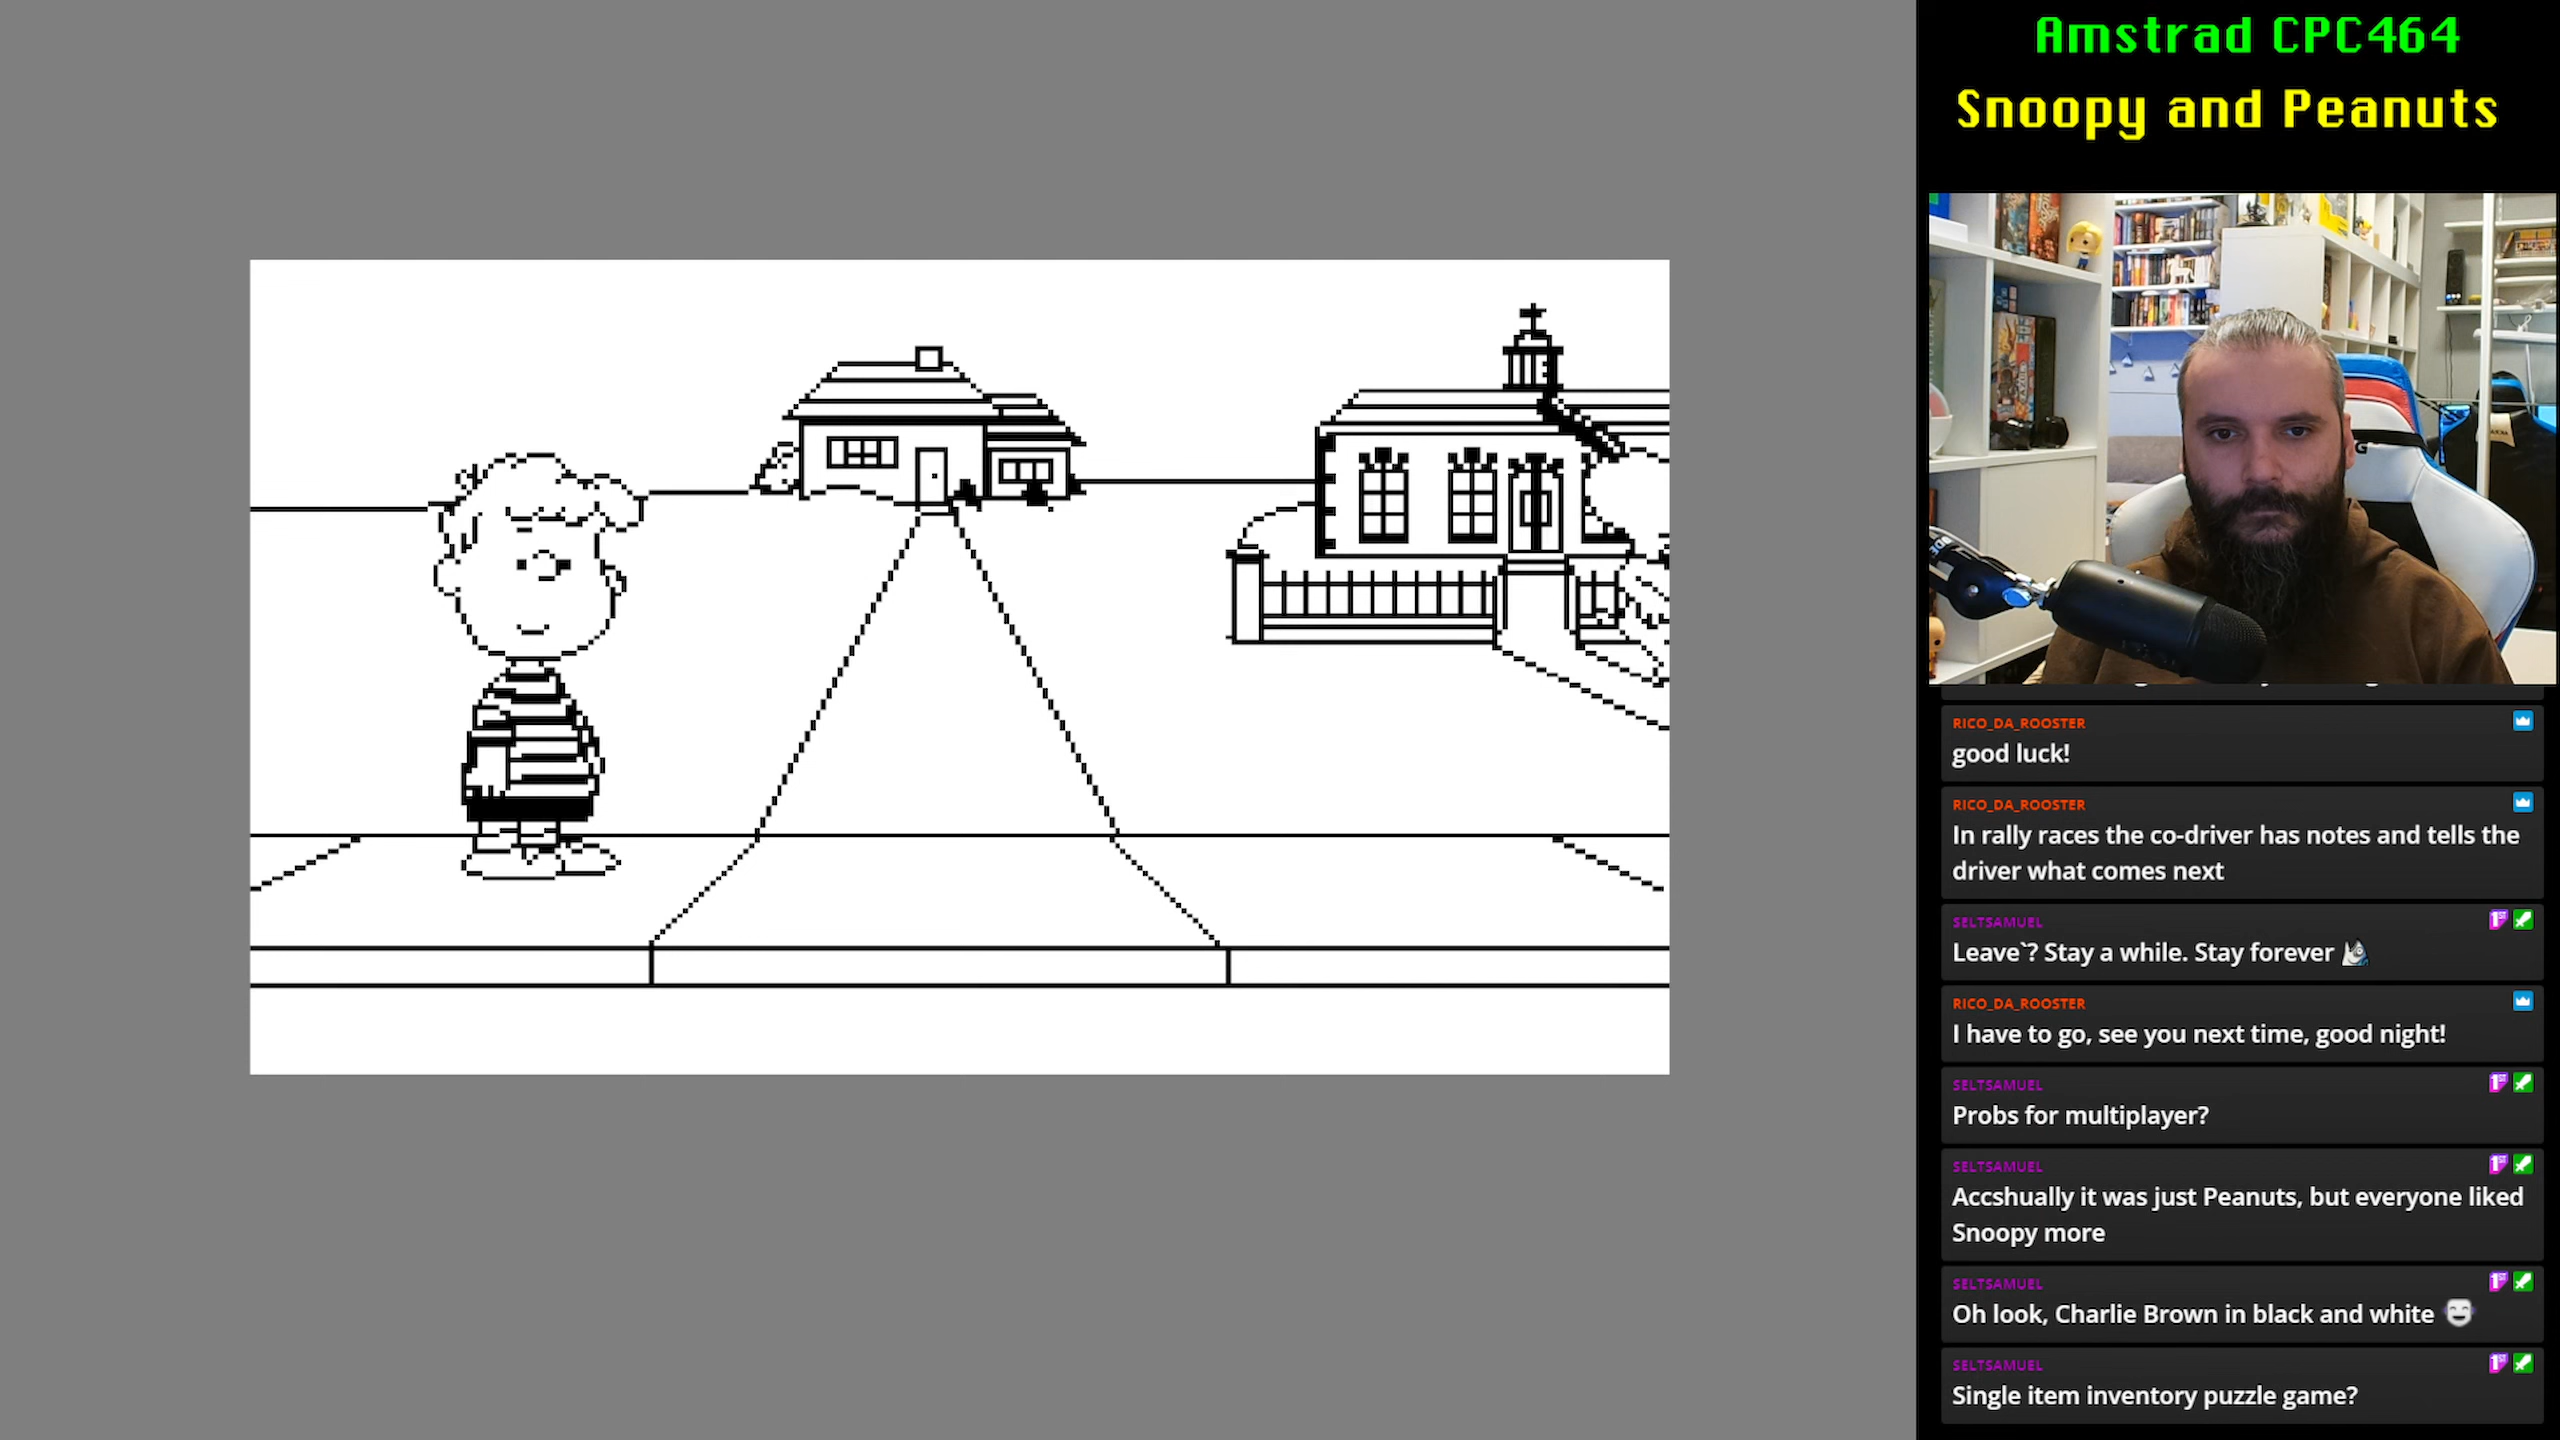 Amstrad CPC464
Snoopy and Peanuts
RICO_DA_ROOSTER
good luck!
RICO_DA_ROOSTER
In rally races the co-driver has notes and tells the
driver what comes next
SELTSAMUEL
Leave`? Stay a while. Stay forever
RICO_DA_ROOSTER
I have to go, see you next time, good night!
SELTSAMUEL
Probs for multiplayer?
SELTSAMUEL
Accshually it was just Peanuts, but everyone liked
Snoopy more
SELTSAMUEL
Oh look, Charlie Brown in black and white
SELTSAMUEL
Single item inventory puzzle game?